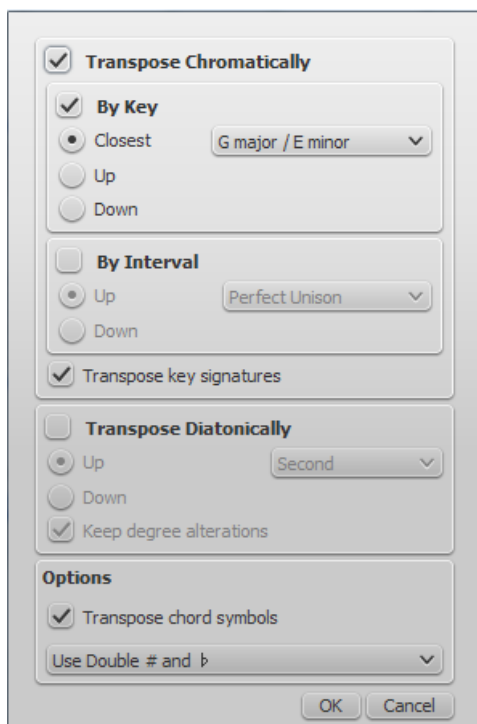 Transpose Chromatically
By Key
Closest G major / E minor
Up
Down
By Interval
Up Perfect Unison
Down
Transpose key signatures
Transpose Diatonically
Up Second
Down
Keep degree alterations
Options
Transpose chord symbols
Use Double # and ♭
OK Cancel